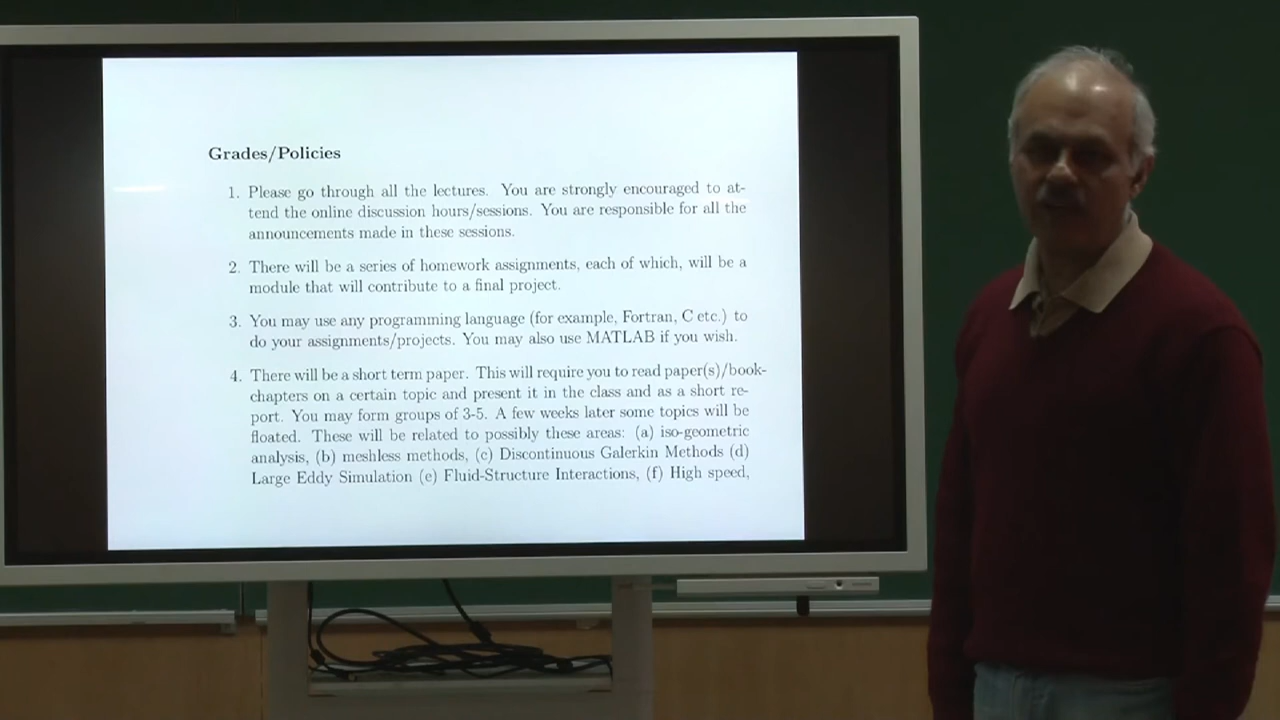 Grades/Policies
1. Please go through all the lectures. You are strongly encouraged to at-
tend the online discussion hours/sessions. You are responsible for all the
announcements made in these sessions.
2. There will be a series of homework assignments, each of which, will be a
module that will contribute to a final project.
3. You may use any programming language (for example, Fortran, C etc.) to
do your assignments/projects. You may also use MATLAB if you wish.
4. There will be a short term paper. This will require you to read paper(s)/book-
chapters on a certain topic and present it in the class and as a short re-
port. You may form groups of 3-5. A few weeks later some topics will be
floated. These will be related to possibly these areas: (a) iso-geometric
analysis, (b) meshless methods, (c) Discontinuous Galerkin Methods (d)
Large Eddy Simulation (e) Fluid-Structure Interactions, (f) High speed,